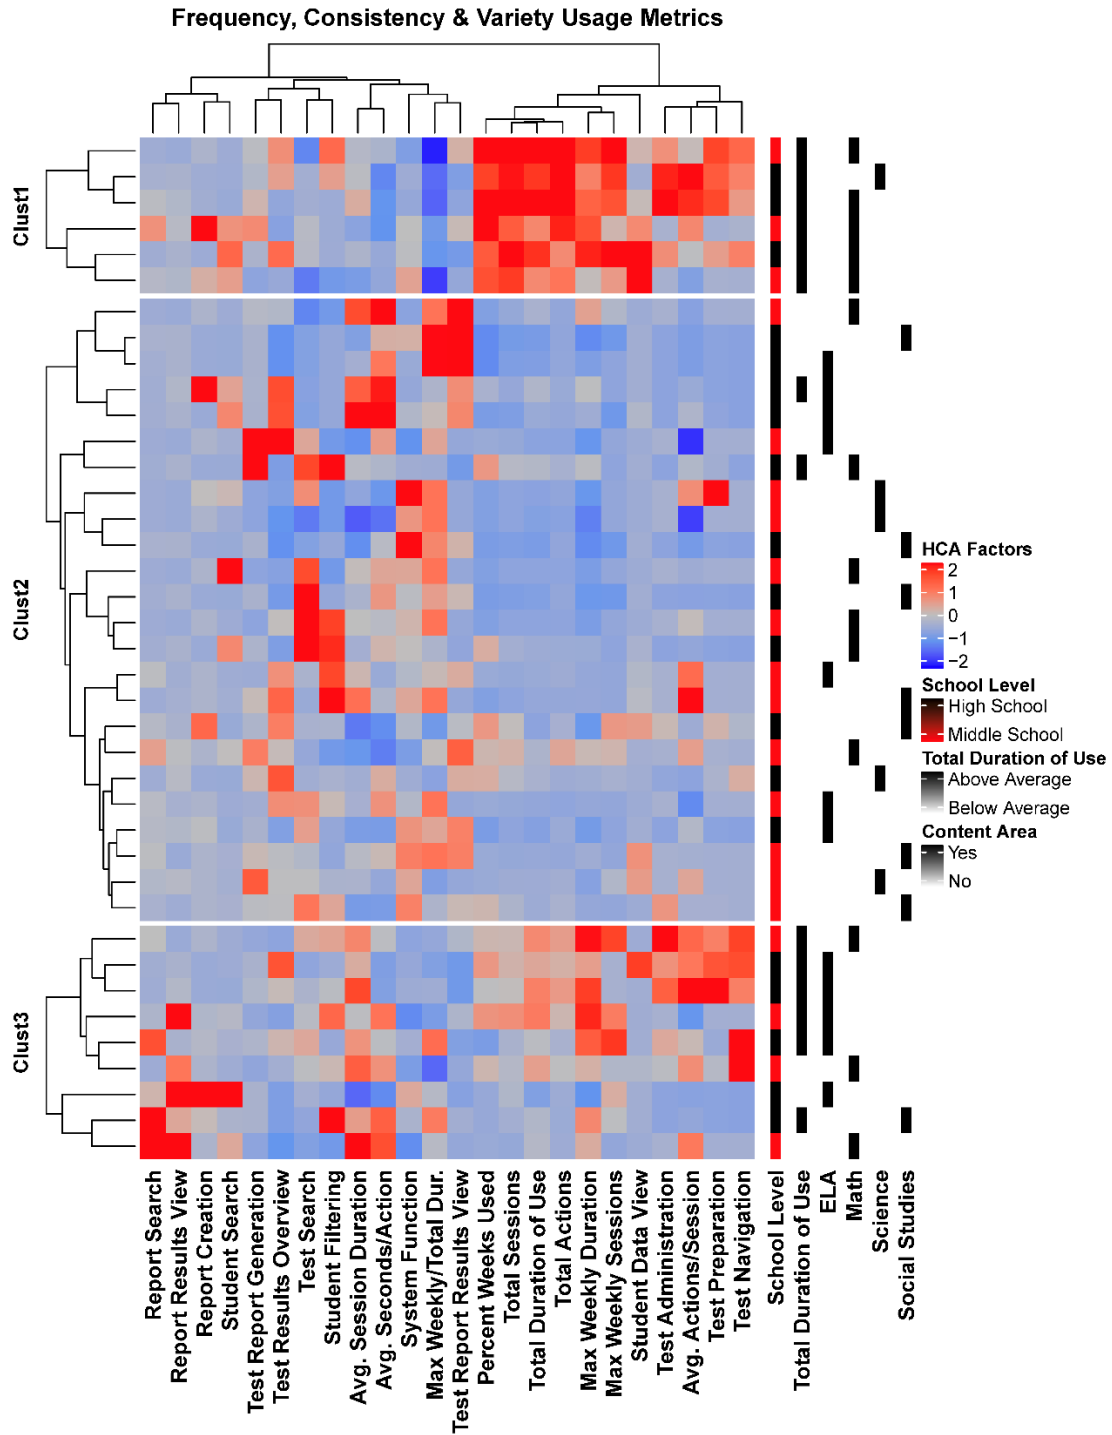 Frequency, Consistency & Variety Usage Metrics
Clust1
Clust2
Clust3
HCA Factors
2
1
0
−1
−2
School Level
High School
Middle School
Total Duration of Use
Above Average
Below Average
Content Area
Yes
No
Report Search
Report Results View
Report Creation
Student Search
Test Report Generation
Test Results Overview
Test Search
Student Filtering
Avg. Session Duration
Avg. Seconds/Action
System Function
Max Weekly/Total Dur.
Test Report Results View
Percent Weeks Used
Total Sessions
Total Duration of Use
Total Actions
Max Weekly Duration
Max Weekly Sessions
Student Data View
Test Administration
Avg. Actions/Session
Test Preparation
Test Navigation
School Level
Total Duration of Use
ELA
Math
Science
Social Studies